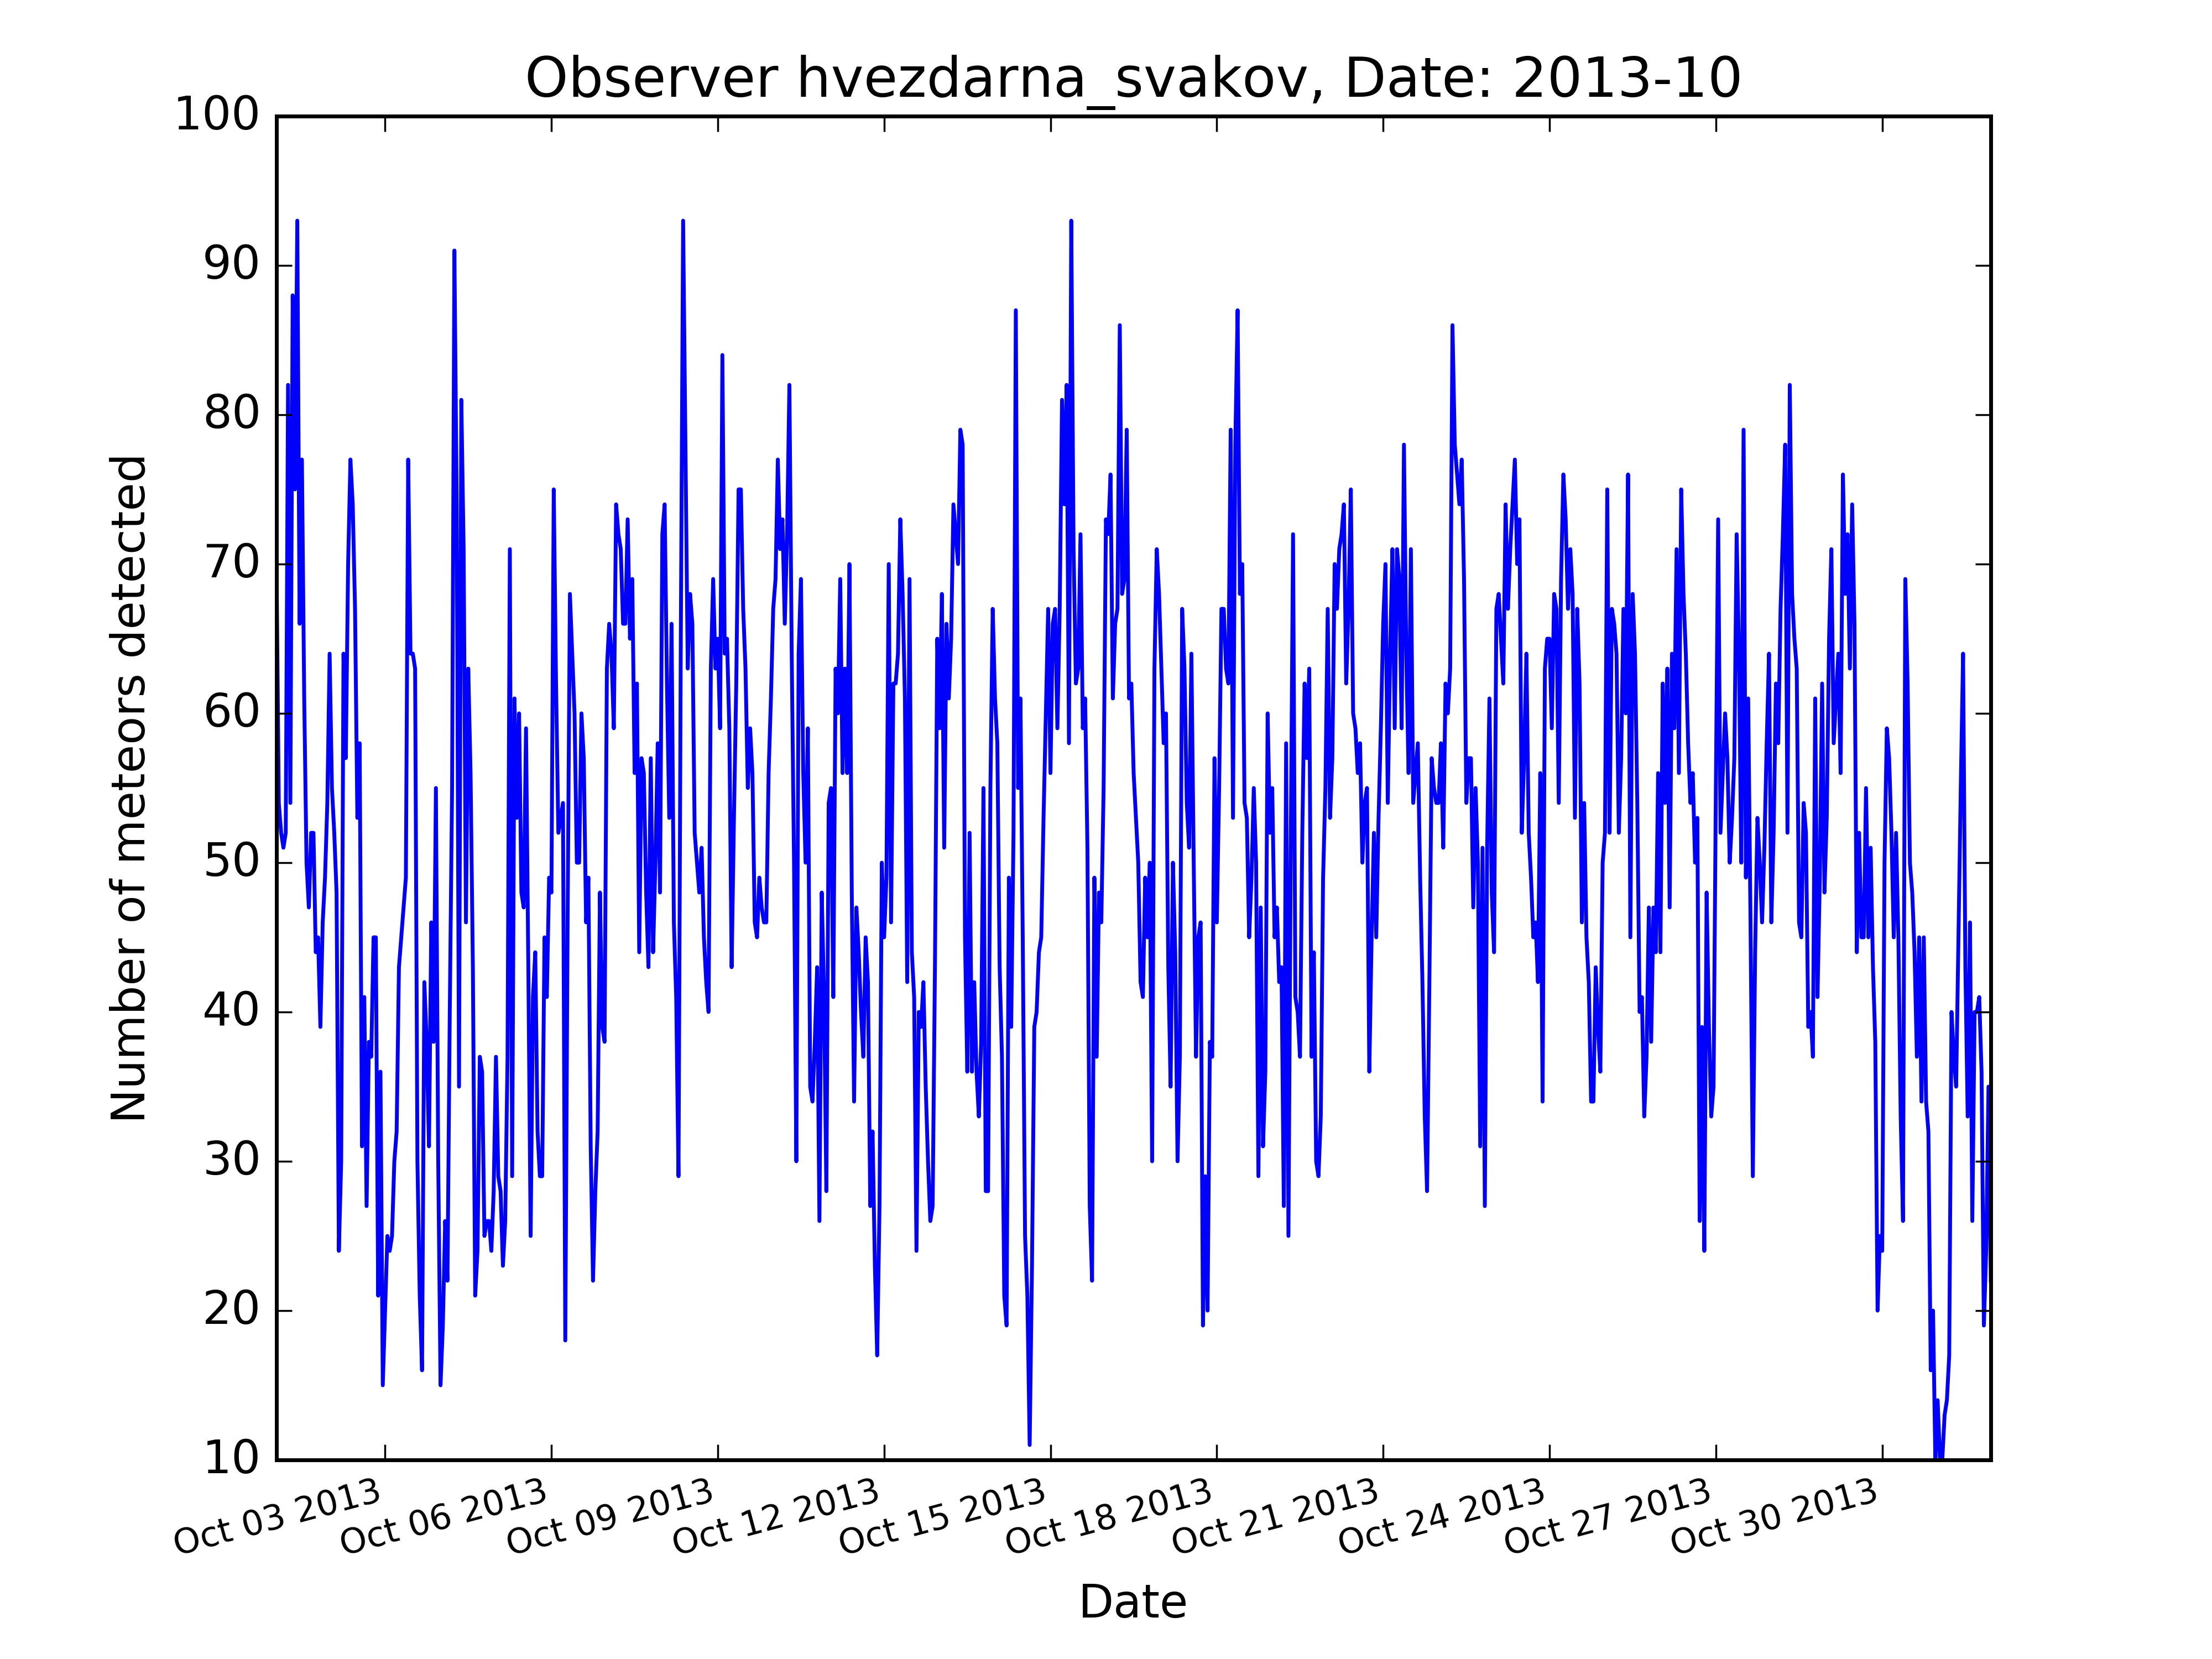 Observer hvezdarna_svakov, Date: 2013-10
100
90
80
70
60
50
40
30
20
10
Number of meteors detected
Oct 03 2013
Oct 06 2013
Oct 09 2013
Oct 12 2013
Oct 15 2013
Oct 18 2013
Oct 21 2013
Oct 24 2013
Oct 27 2013
Oct 30 2013
Date